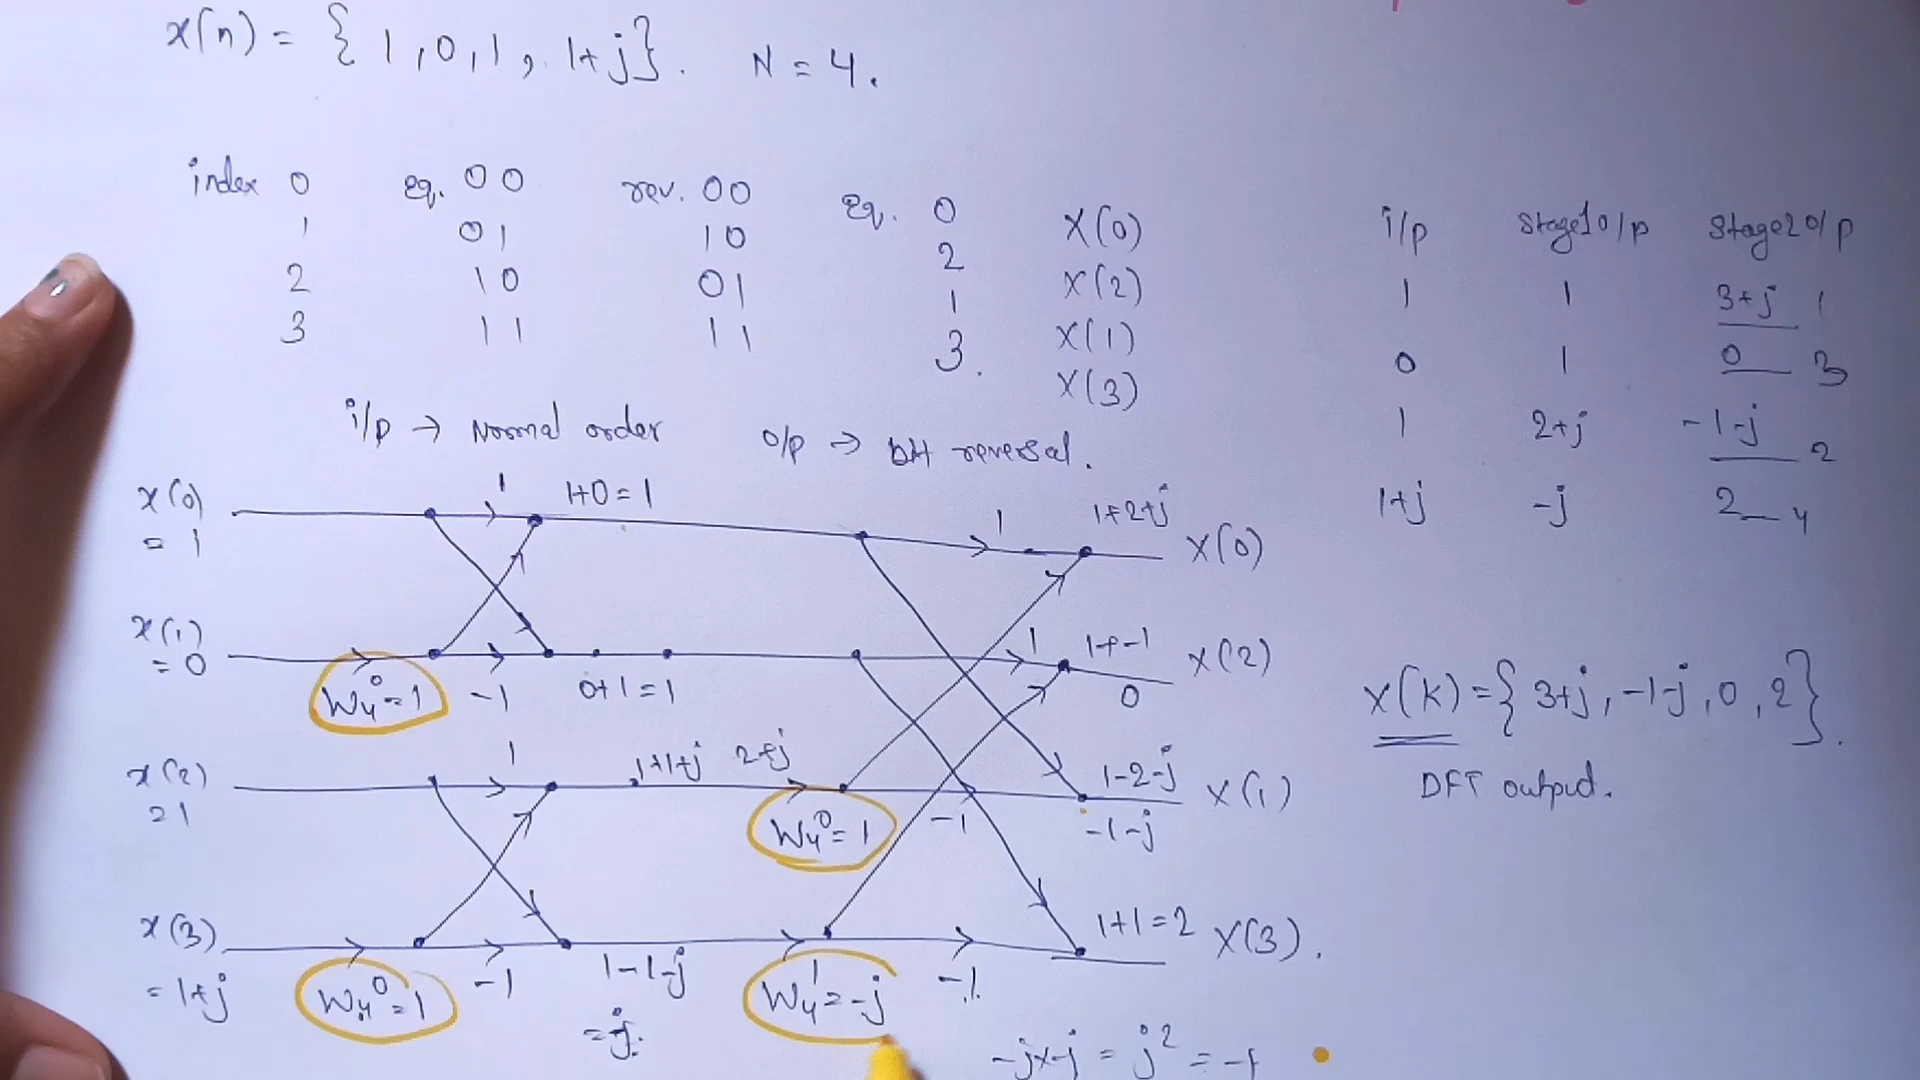 x(n) = { 1, 0, 1, 1+j}. N = 4.
index 0 eq. 00 rev. 00 eq. 0 X(0)
1 01 10 2 X(2)
2 10 01 1 X(1)
3 11 11 3. X(3)
i/p stage1 o/p stage2 o/p
1 1 3+j 1
0 1 0 3
1 2+j -1-j 2
1+j -j 2 4
i/p → Normal order o/p → bit reversal.
x(0) = 1 1 1+0=1 1 1+2+j X(0)
x(1) = 0 W4^0=1 -1 0+1=1 1 1+-1 0 X(2)
x(2) = 1 1 1+1+j 2+j W4^0=1 -1 1-2-j -1-j X(1)
x(3) = 1+j W4^0=1 -1 1-1-j =-j. W4^1=-j -1. 1+1=2 X(3).
-j×-j = j² = -1
X(K) = { 3+j, -1-j, 0, 2}.
DFT output.